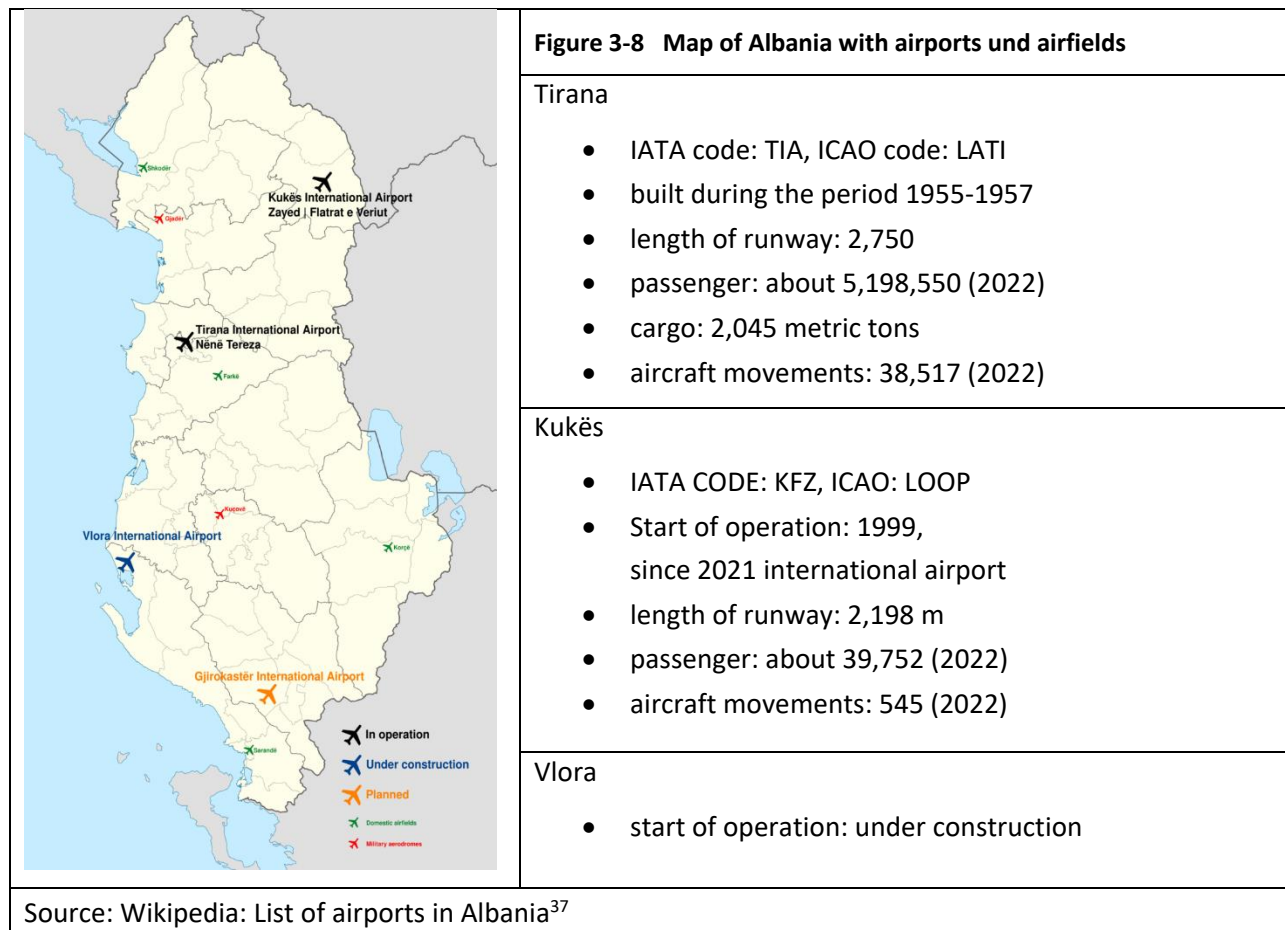 Shkodër
Kukës International Airport
Zayed | Flatrat e Veriut
Gjadër
Tirana International Airport
Nënë Tereza
Farkë
Kuçovë
Vlora International Airport
Korçë
Gjirokastër International Airport
Sarandë
In operation
Under construction
Planned
Domestic airfields
Military aerodromes
Figure 3-8 Map of Albania with airports und airfields
Tirana
• IATA code: TIA, ICAO code: LATI
• built during the period 1955-1957
• length of runway: 2,750
• passenger: about 5,198,550 (2022)
• cargo: 2,045 metric tons
• aircraft movements: 38,517 (2022)
Kukës
• IATA CODE: KFZ, ICAO: LOOP
• Start of operation: 1999,
since 2021 international airport
• length of runway: 2,198 m
• passenger: about 39,752 (2022)
• aircraft movements: 545 (2022)
Vlora
• start of operation: under construction
Source: Wikipedia: List of airports in Albania³⁷